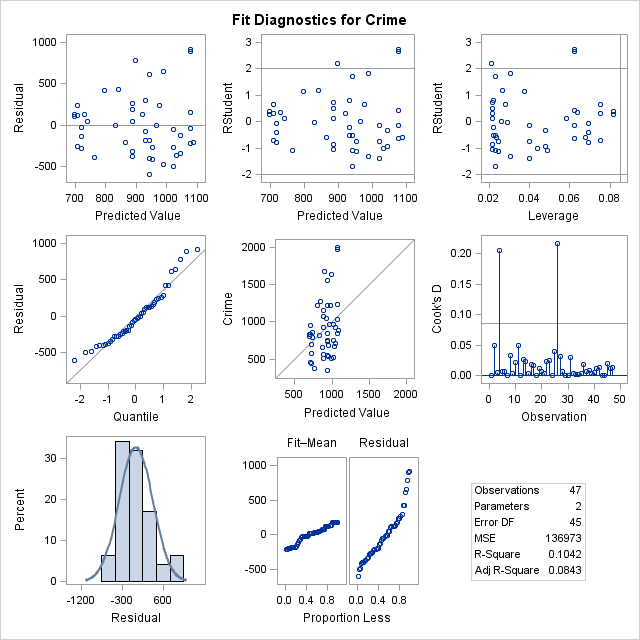 Fit Diagnostics for Crime
1000
500
0
-500
Residual
700 800 900 1000 1100
Predicted Value
3
2
1
0
-1
-2
RStudent
700 800 900 1000 1100
Predicted Value
3
2
1
0
-1
-2
RStudent
0.02 0.04 0.06 0.08
Leverage
1000
500
0
-500
Residual
-2 -1 0 1 2
Quantile
2000
1500
1000
500
Crime
500 1000 1500 2000
Predicted Value
0.20
0.15
0.10
0.05
0.00
Cook's D
0 10 20 30 40 50
Observation
30
20
10
0
Percent
-1200 -300 600
Residual
Fit–Mean Residual
1000
500
0
-500
0.0 0.4 0.8 0.0 0.4 0.8
Proportion Less
Observations 47
Parameters 2
Error DF 45
MSE 136973
R-Square 0.1042
Adj R-Square 0.0843